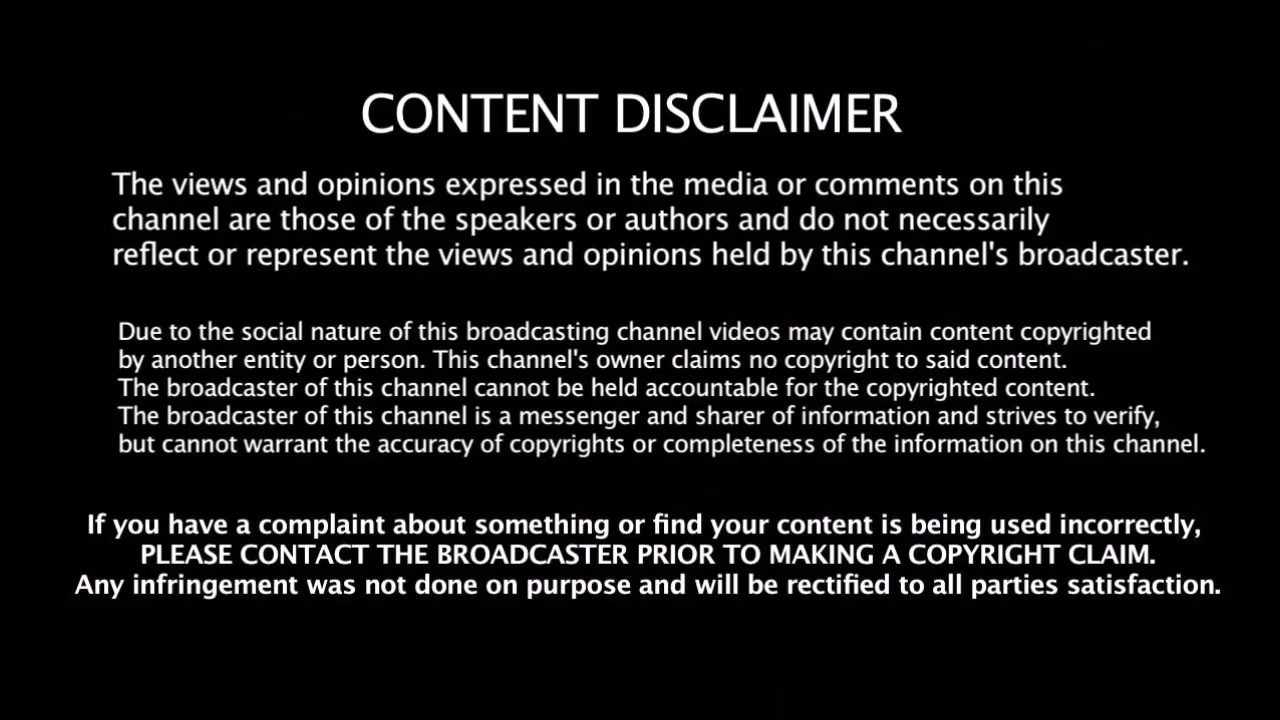 CONTENT DISCLAIMER
The views and opinions expressed in the media or comments on this
channel are those of the speakers or authors and do not necessarily
reflect or represent the views and opinions held by this channel's broadcaster.
Due to the social nature of this broadcasting channel videos may contain content copyrighted
by another entity or person. This channel's owner claims no copyright to said content.
The broadcaster of this channel cannot be held accountable for the copyrighted content.
The broadcaster of this channel is a messenger and sharer of information and strives to verify,
but cannot warrant the accuracy of copyrights or completeness of the information on this channel.
If you have a complaint about something or find your content is being used incorrectly,
PLEASE CONTACT THE BROADCASTER PRIOR TO MAKING A COPYRIGHT CLAIM.
Any infringement was not done on purpose and will be rectified to all parties satisfaction.